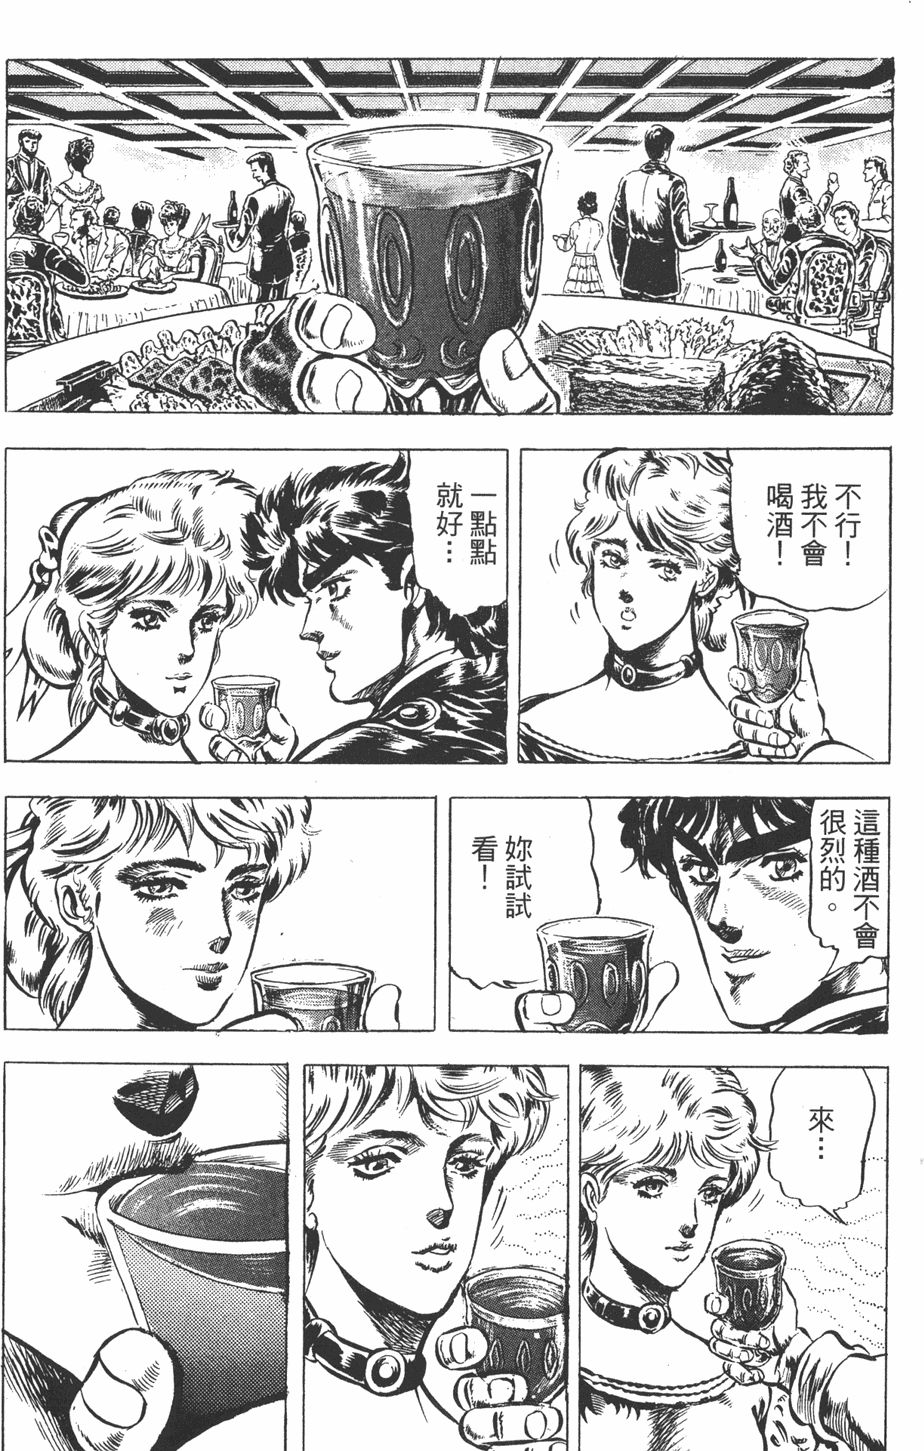 不行！
我不會
喝酒！
一點點
就好…
這種酒不會
很烈的。
妳試試
看！
來…